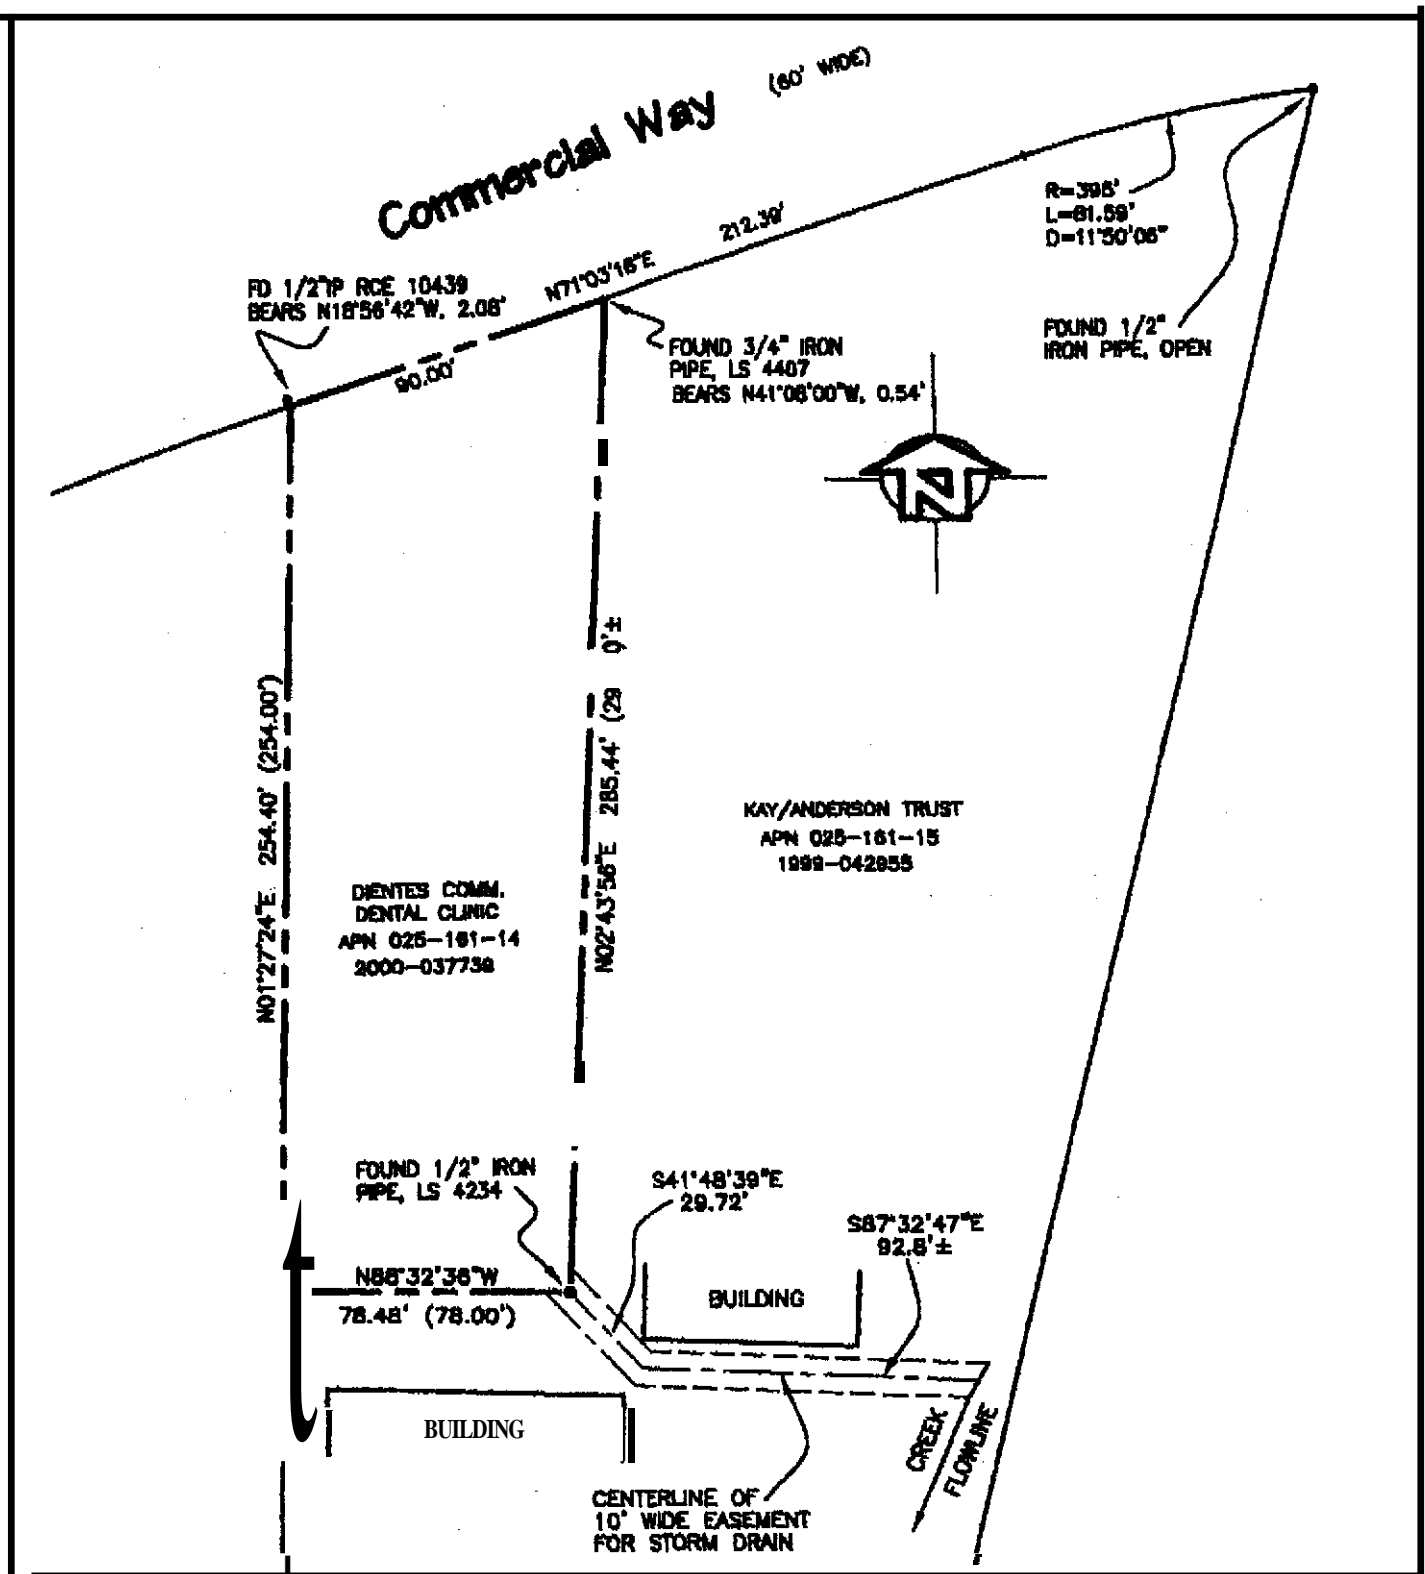 (60' WIDE)
Commercial Way
R=395'
L=81.59'
D=11°50'06"
212.39'
N71°03'16"E
FD 1/2"IP RCE 10439
BEARS N18°56'42"W, 2.08'
FOUND 1/2"
IRON PIPE, OPEN
FOUND 3/4" IRON
PIPE, LS 4407
BEARS N41°08'00"W, 0.54'
90.00'
N
N01°27'24"E 254.40' (254.00')
N02°43'56"E 285.44' (29 0'±
KAY/ANDERSON TRUST
APN 025-161-15
1999-042955
DIENTES COMM.
DENTAL CLINIC
APN 025-161-14
2000-037739
FOUND 1/2" IRON
PIPE, LS 4234
S41°48'39"E
29.72'
S87°32'47"E
92.8'±
N88°32'36"W
78.48' (78.00')
BUILDING
BUILDING
CREEK
FLOWLINE
CENTERLINE OF
10' WIDE EASEMENT
FOR STORM DRAIN